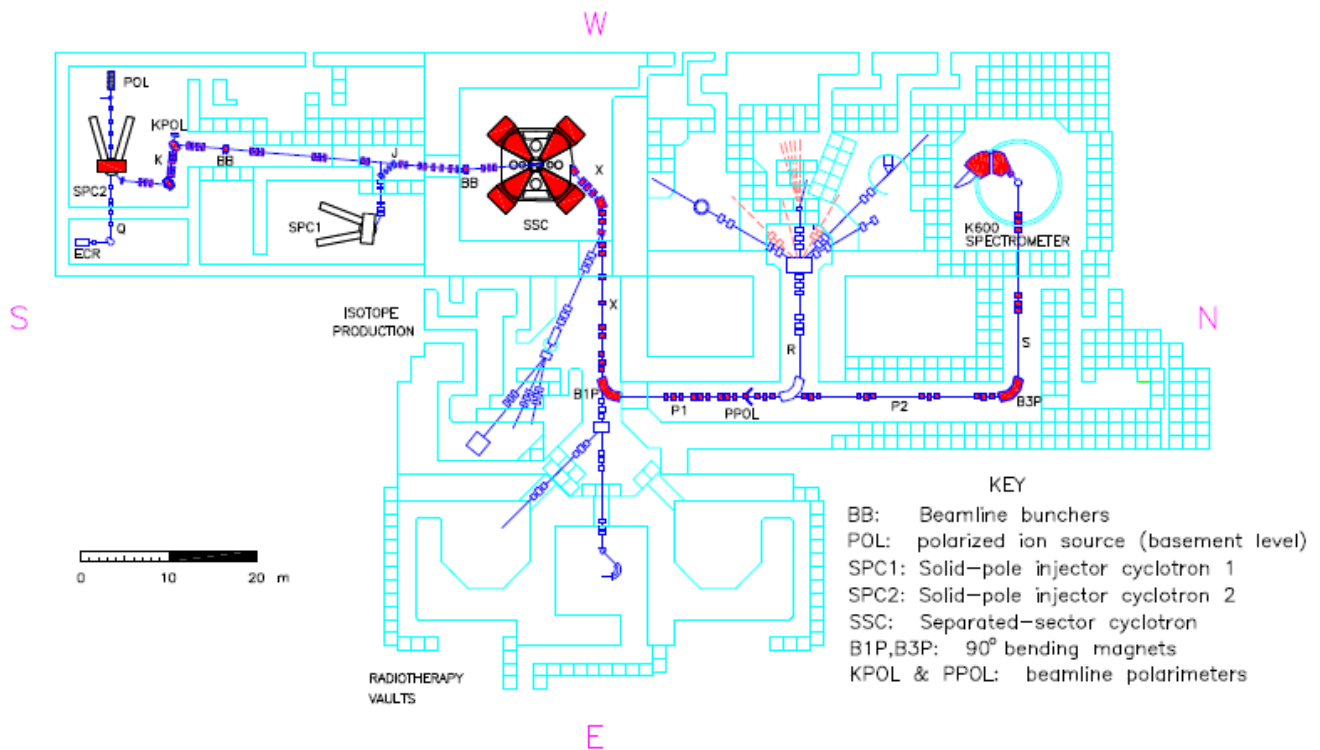 W
POL
KPOL
K
BB
J
BB
X
SPC2
SPC1
SSC
Q
ECR
K600
SPECTROMETER
S
N
ISOTOPE
PRODUCTION
X
R
S
B1P
P1
PPOL
P2
B3P
KEY
BB: Beamline bunchers
POL: polarized ion source (basement level)
SPC1: Solid-pole injector cyclotron 1
SPC2: Solid-pole injector cyclotron 2
SSC: Separated-sector cyclotron
B1P,B3P: 90° bending magnets
KPOL & PPOL: beamline polarimeters
0 10 20 m
RADIOTHERAPY
VAULTS
E